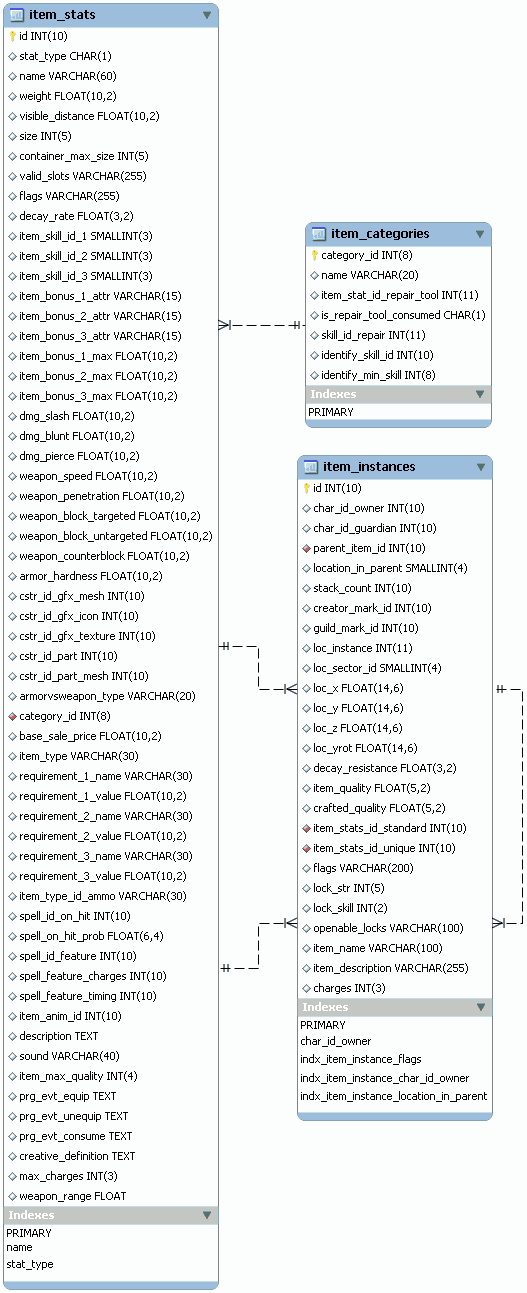 item_stats
id INT(10)
stat_type CHAR(1)
name VARCHAR(60)
weight FLOAT(10,2)
visible_distance FLOAT(10,2)
size INT(5)
container_max_size INT(5)
valid_slots VARCHAR(255)
flags VARCHAR(255)
decay_rate FLOAT(3,2)
item_skill_id_1 SMALLINT(3)
item_skill_id_2 SMALLINT(3)
item_skill_id_3 SMALLINT(3)
item_bonus_1_attr VARCHAR(15)
item_bonus_2_attr VARCHAR(15)
item_bonus_3_attr VARCHAR(15)
item_bonus_1_max FLOAT(10,2)
item_bonus_2_max FLOAT(10,2)
item_bonus_3_max FLOAT(10,2)
dmg_slash FLOAT(10,2)
dmg_blunt FLOAT(10,2)
dmg_pierce FLOAT(10,2)
weapon_speed FLOAT(10,2)
weapon_penetration FLOAT(10,2)
weapon_block_targeted FLOAT(10,2)
weapon_block_untargeted FLOAT(10,2)
weapon_counterblock FLOAT(10,2)
armor_hardness FLOAT(10,2)
cstr_id_gfx_mesh INT(10)
cstr_id_gfx_icon INT(10)
cstr_id_gfx_texture INT(10)
cstr_id_part INT(10)
cstr_id_part_mesh INT(10)
armorvsweapon_type VARCHAR(20)
category_id INT(8)
base_sale_price FLOAT(10,2)
item_type VARCHAR(30)
requirement_1_name VARCHAR(30)
requirement_1_value FLOAT(10,2)
requirement_2_name VARCHAR(30)
requirement_2_value FLOAT(10,2)
requirement_3_name VARCHAR(30)
requirement_3_value FLOAT(10,2)
item_type_id_ammo VARCHAR(30)
spell_id_on_hit INT(10)
spell_on_hit_prob FLOAT(6,4)
spell_id_feature INT(10)
spell_feature_charges INT(10)
spell_feature_timing INT(10)
item_anim_id INT(10)
description TEXT
sound VARCHAR(40)
item_max_quality INT(4)
prg_evt_equip TEXT
prg_evt_unequip TEXT
prg_evt_consume TEXT
creative_definition TEXT
max_charges INT(3)
weapon_range FLOAT
Indexes
PRIMARY
name
stat_type
item_categories
category_id INT(8)
name VARCHAR(20)
item_stat_id_repair_tool INT(11)
is_repair_tool_consumed CHAR(1)
skill_id_repair INT(11)
identify_skill_id INT(10)
identify_min_skill INT(8)
Indexes
PRIMARY
item_instances
id INT(10)
char_id_owner INT(10)
char_id_guardian INT(10)
parent_item_id INT(10)
location_in_parent SMALLINT(4)
stack_count INT(10)
creator_mark_id INT(10)
guild_mark_id INT(10)
loc_instance INT(11)
loc_sector_id SMALLINT(4)
loc_x FLOAT(14,6)
loc_y FLOAT(14,6)
loc_z FLOAT(14,6)
loc_yrot FLOAT(14,6)
decay_resistance FLOAT(3,2)
item_quality FLOAT(5,2)
crafted_quality FLOAT(5,2)
item_stats_id_standard INT(10)
item_stats_id_unique INT(10)
flags VARCHAR(200)
lock_str INT(5)
lock_skill INT(2)
openable_locks VARCHAR(100)
item_name VARCHAR(100)
item_description VARCHAR(255)
charges INT(3)
Indexes
PRIMARY
char_id_owner
indx_item_instance_flags
indx_item_instance_char_id_owner
indx_item_instance_location_in_parent